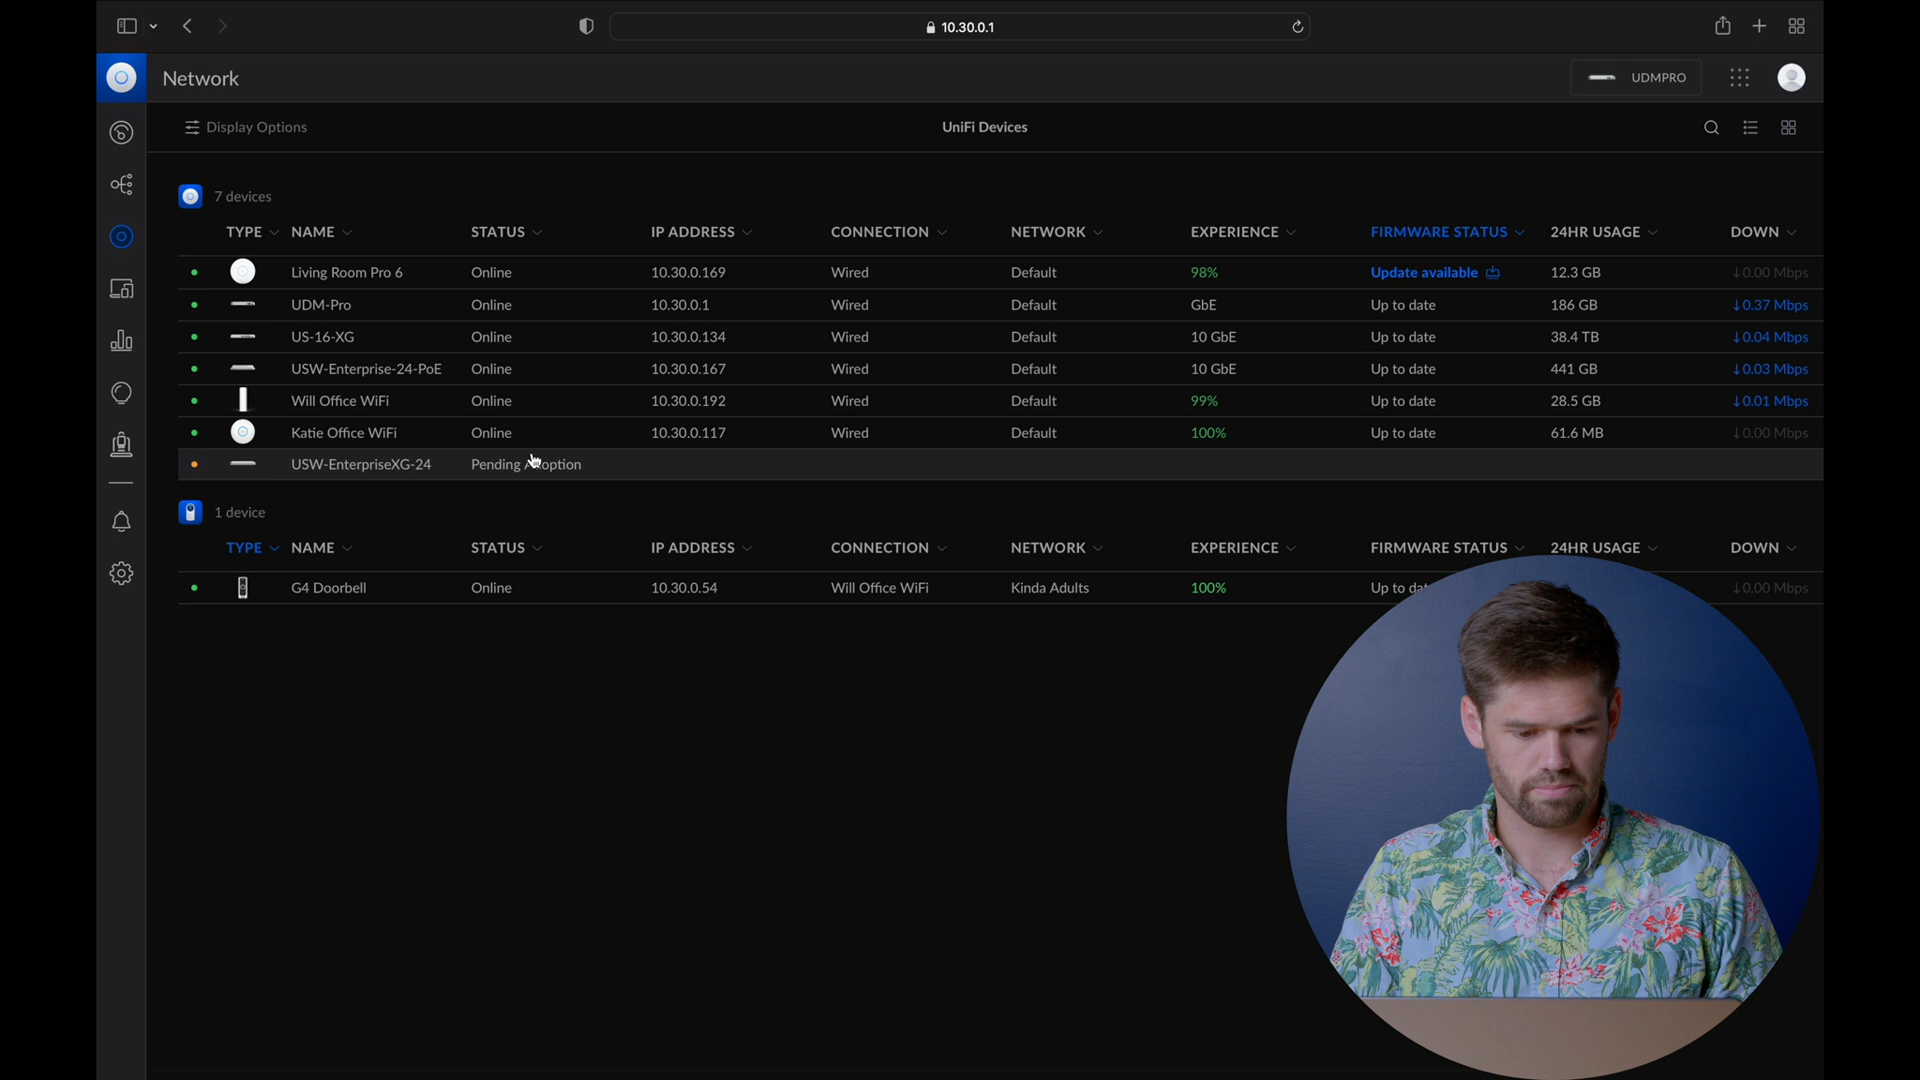 10.30.0.1
Network
UDMPRO
Display Options
UniFi Devices
7 devices
TYPE NAME STATUS IP ADDRESS CONNECTION NETWORK EXPERIENCE FIRMWARE STATUS 24HR USAGE DOWN
Living Room Pro 6 Online 10.30.0.169 Wired Default 98% Update available 12.3 GB ↓0.00 Mbps
UDM-Pro Online 10.30.0.1 Wired Default GbE Up to date 186 GB ↓0.37 Mbps
US-16-XG Online 10.30.0.134 Wired Default 10 GbE Up to date 38.4 TB ↓0.04 Mbps
USW-Enterprise-24-PoE Online 10.30.0.167 Wired Default 10 GbE Up to date 441 GB ↓0.03 Mbps
Will Office WiFi Online 10.30.0.192 Wired Default 99% Up to date 28.5 GB ↓0.01 Mbps
Katie Office WiFi Online 10.30.0.117 Wired Default 100% Up to date 61.6 MB ↓0.00 Mbps
USW-EnterpriseXG-24 Pending Adoption
1 device
TYPE NAME STATUS IP ADDRESS CONNECTION NETWORK EXPERIENCE FIRMWARE STATUS 24HR USAGE DOWN
G4 Doorbell Online 10.30.0.54 Will Office WiFi Kinda Adults 100% Up to ↓0.00 Mbps